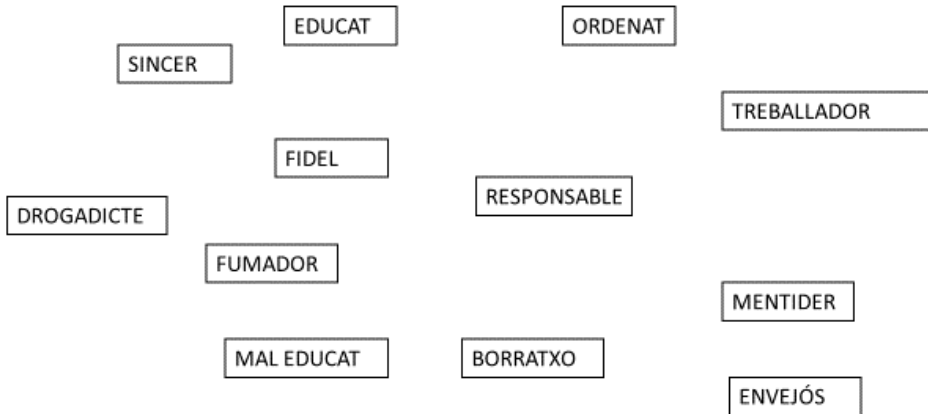 EDUCAT
ORDENAT
SINCER
TREBALLADOR
FIDEL
RESPONSABLE
DROGADICTE
FUMADOR
MENTIDER
MAL EDUCAT
BORRATXO
ENVEJÓS